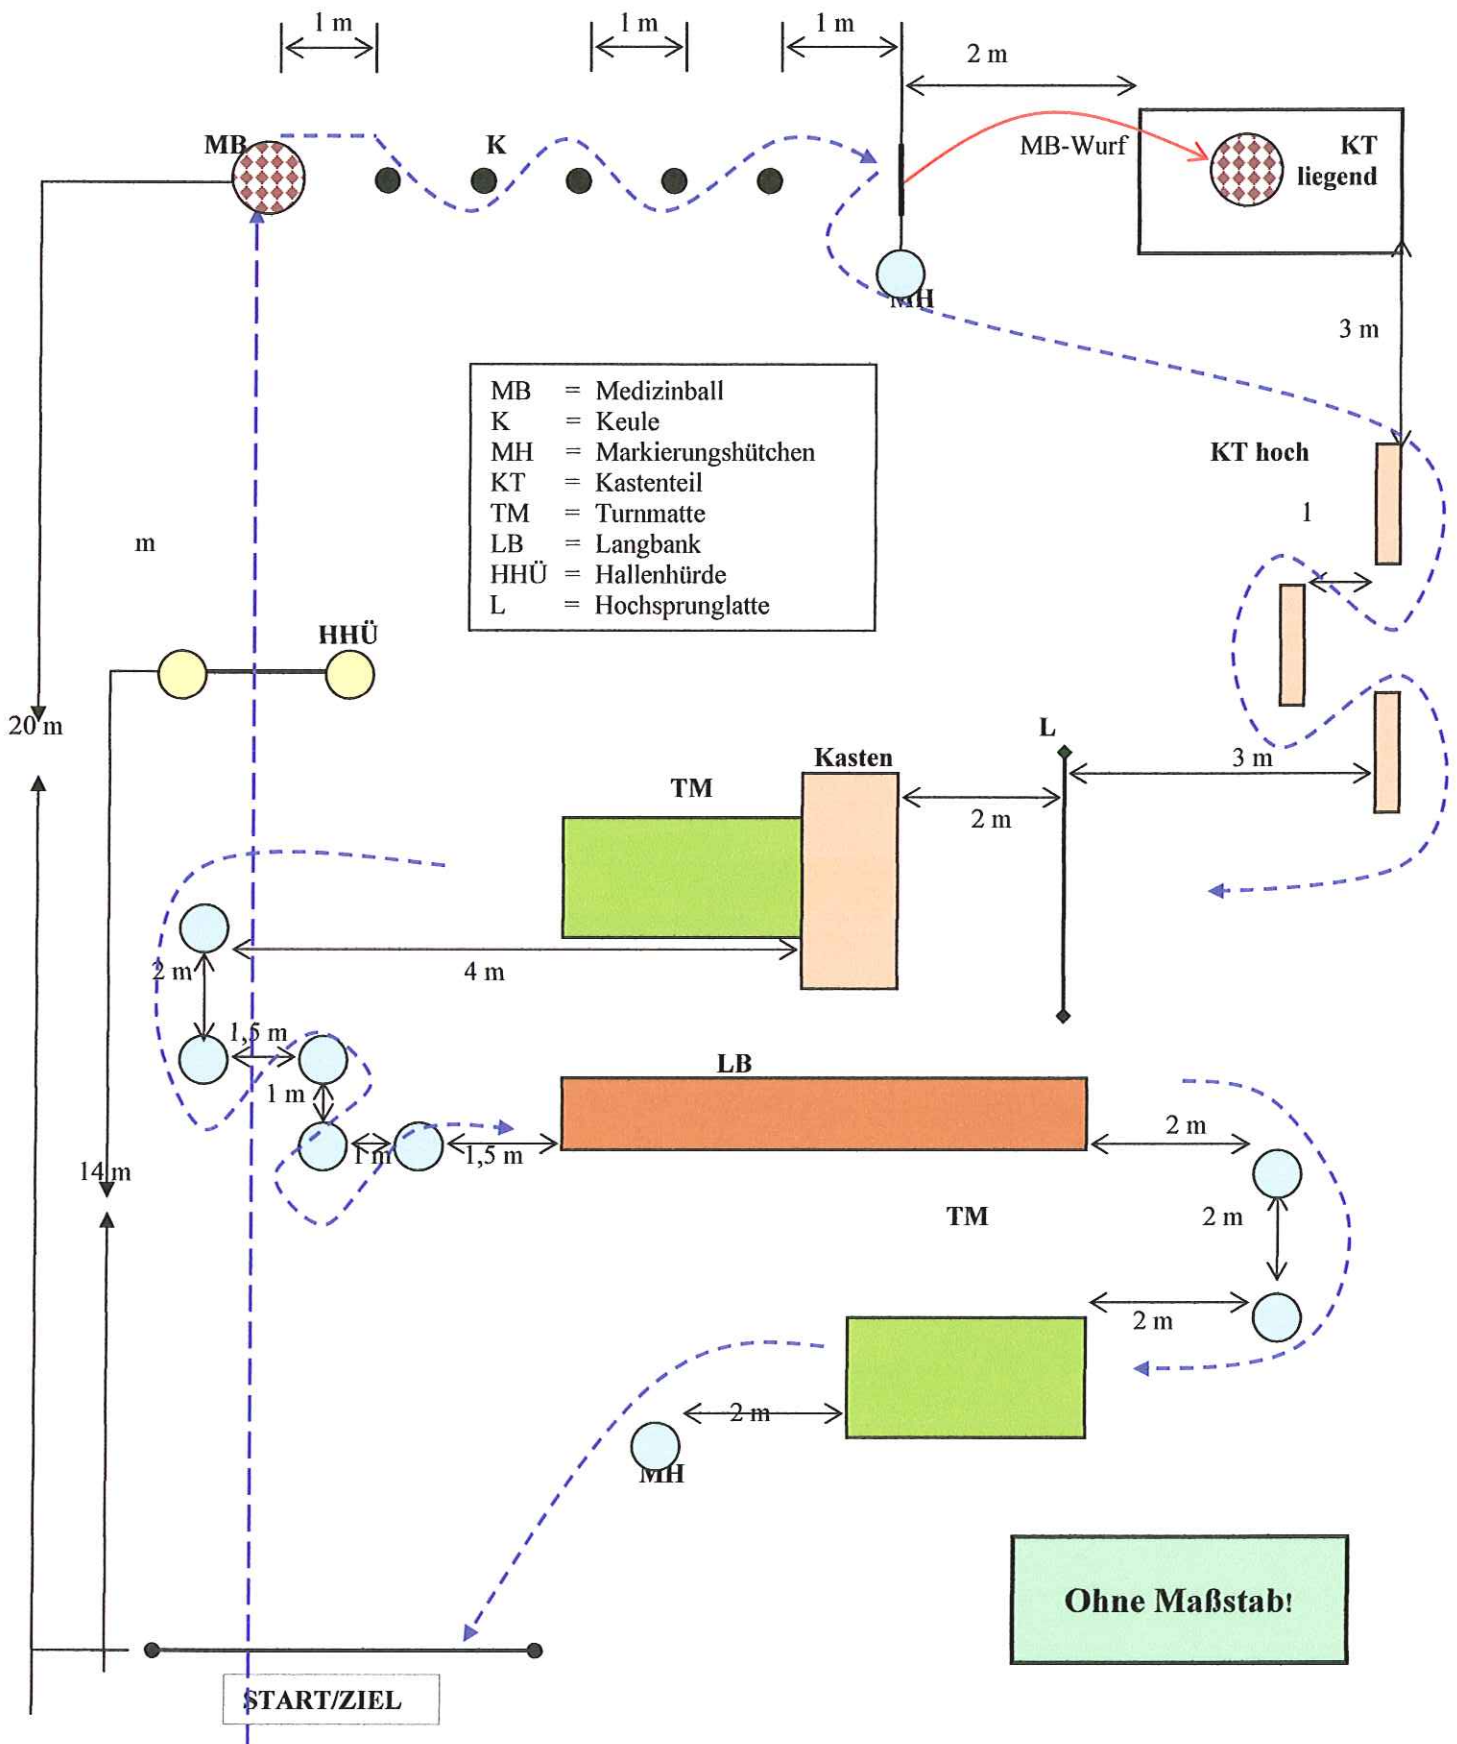 1 m
1 m
1 m
2 m
MB
K
MB-Wurf
KT
liegend
MH
3 m
MB = Medizinball
K = Keule
MH = Markierungshütchen
KT = Kastenteil
TM = Turnmatte
LB = Langbank
HHÜ = Hallenhürde
L = Hochsprunglatte
KT hoch
1
m
HHÜ
20 m
L
Kasten
3 m
TM
2 m
2 m
4 m
1,5 m
LB
1 m
1 m
1,5 m
2 m
14 m
TM
2 m
2 m
2 m
MH
Ohne Maßstab!
START/ZIEL